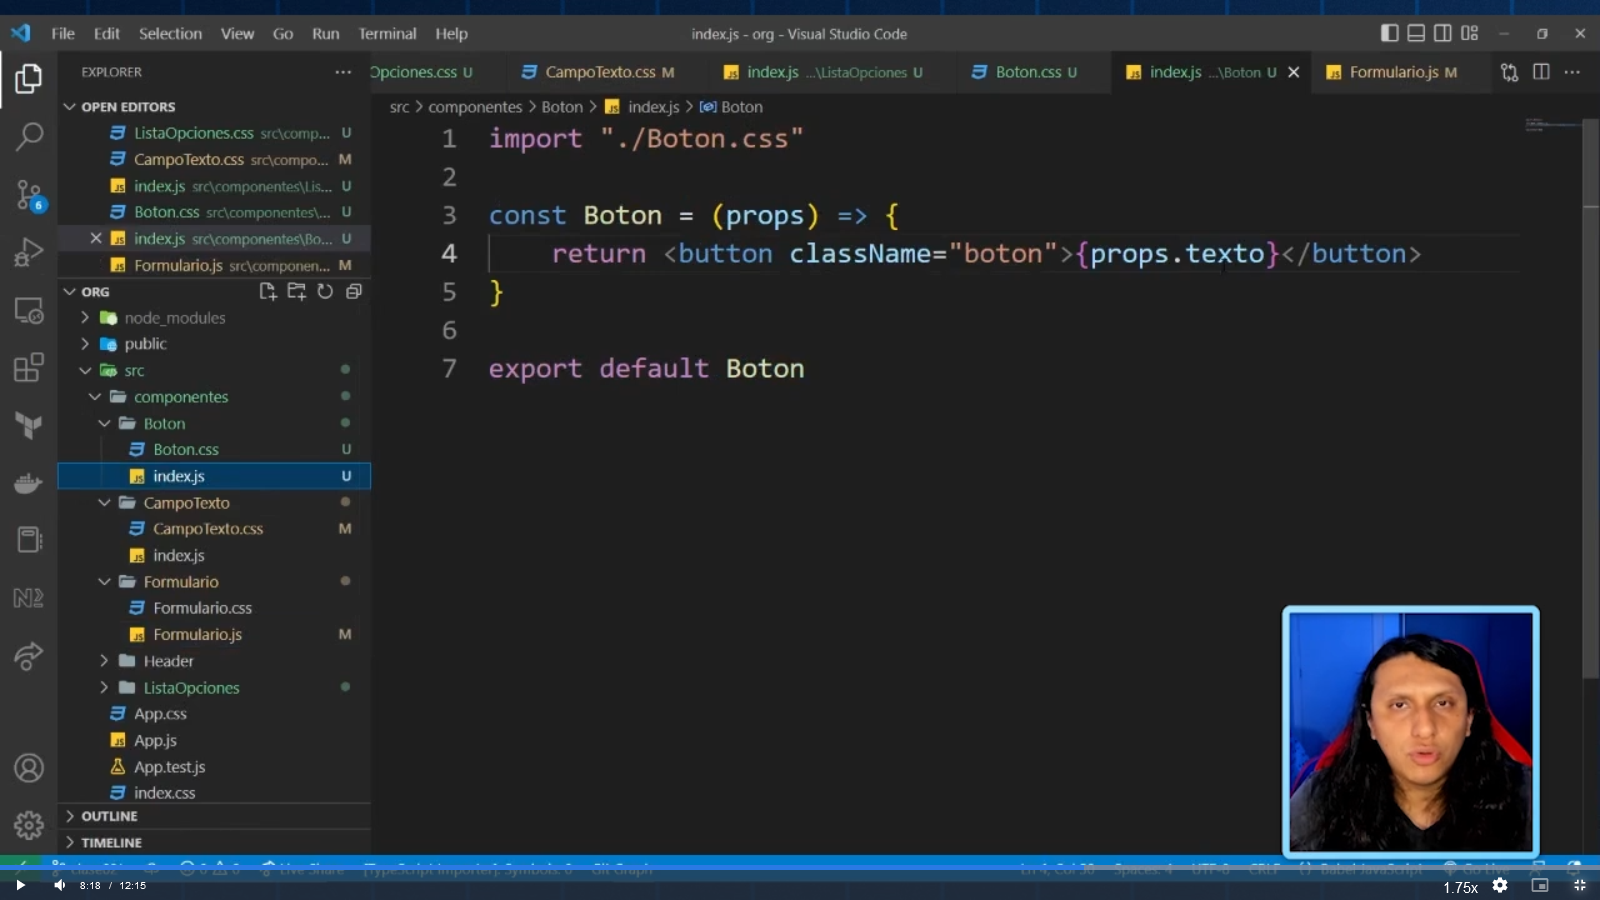 File Edit Selection View Go Run Terminal Help
index.js - org - Visual Studio Code
EXPLORER
Opciones.css U
CampoTexto.css M
index.js ...\ListaOpciones U
Boton.css U
index.js ...\Boton U
Formulario.js M
OPEN EDITORS
ListaOpciones.css src\comp... U
CampoTexto.css src\compo... M
index.js src\componentes\Lis... U
Boton.css src\componentes\... U
index.js src\componentes\Bo... U
Formulario.js src\componen... M
6
ORG
node_modules
public
src
componentes
Boton
Boton.css U
index.js U
CampoTexto
CampoTexto.css M
index.js
Formulario
Formulario.css
Formulario.js M
Header
ListaOpciones
App.css
App.js
App.test.js
index.css
OUTLINE
TIMELINE
src > componentes > Boton > index.js > Boton
1 import "./Boton.css"
2
3 const Boton = (props) => {
4 return <button className="boton">{props.texto}</button>
5 }
6
7 export default Boton
8:18 / 12:15
1.75x